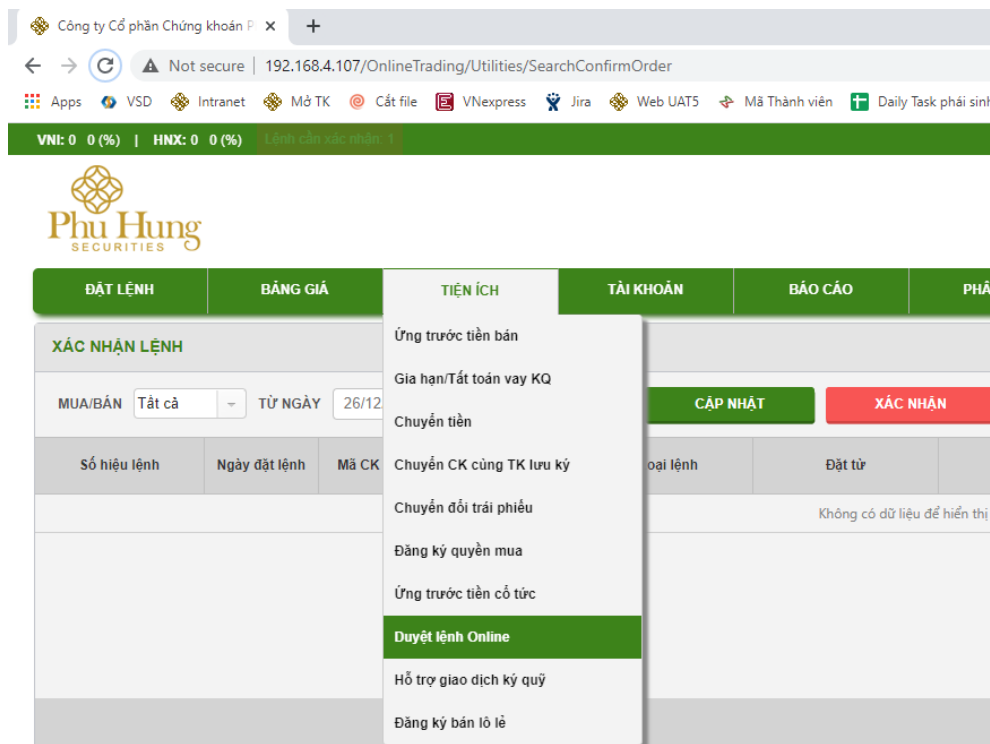 Công ty Cổ phần Chứng khoán P
Not secure | 192.168.4.107/OnlineTrading/Utilities/SearchConfirmOrder
Apps VSD Intranet Mở TK Cắt file VNexpress Jira Web UAT5 Mã Thành viên Daily Task phái sinh
VNI: 0 0 (%) | HNX: 0 0 (%) Lệnh cần xác nhận: 1
Phu Hung
SECURITIES
ĐẶT LỆNH BẢNG GIÁ TIỆN ÍCH TÀI KHOẢN BÁO CÁO PHÂ
Ứng trước tiền bán
XÁC NHẬN LỆNH
Gia hạn/Tất toán vay KQ
MUA/BÁN Tất cả TỪ NGÀY 26/12 CẬP NHẬT XÁC NHẬN
Chuyển tiền
Số hiệu lệnh Ngày đặt lệnh Mã CK Chuyển CK cùng TK lưu ký oại lệnh Đặt từ
Chuyển đổi trái phiếu
Không có dữ liệu để hiển thị
Đăng ký quyền mua
Ứng trước tiền cổ tức
Duyệt lệnh Online
Hỗ trợ giao dịch ký quỹ
Đăng ký bán lô lẻ